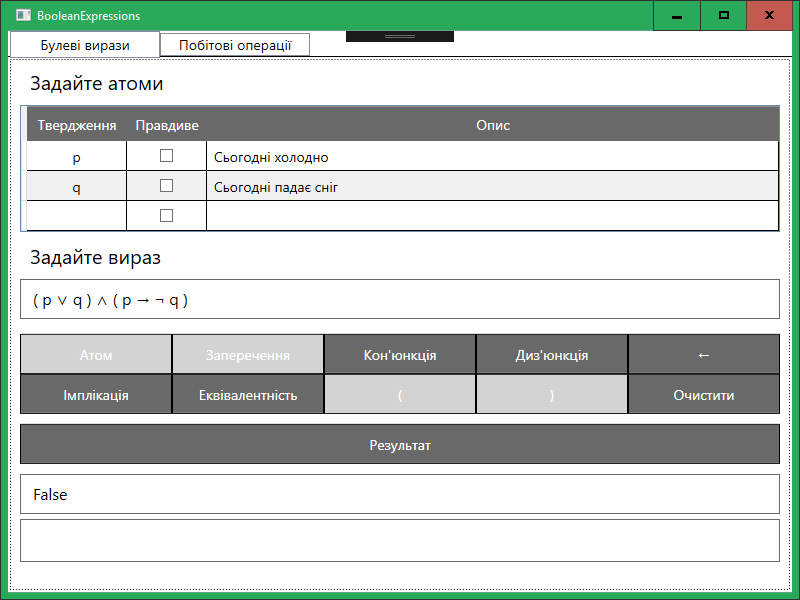 BooleanExpressions
Булеві вирази Побітові операції
Задайте атоми
Твердження Правдиве Опис
p Сьогодні холодно
q Сьогодні падає сніг
Задайте вираз
( p ∨ q ) ∧ ( p → ¬ q )
Атом Заперечення Кон'юнкція Диз'юнкція ←
Імплікація Еквівалентність ( ) Очистити
Результат
False